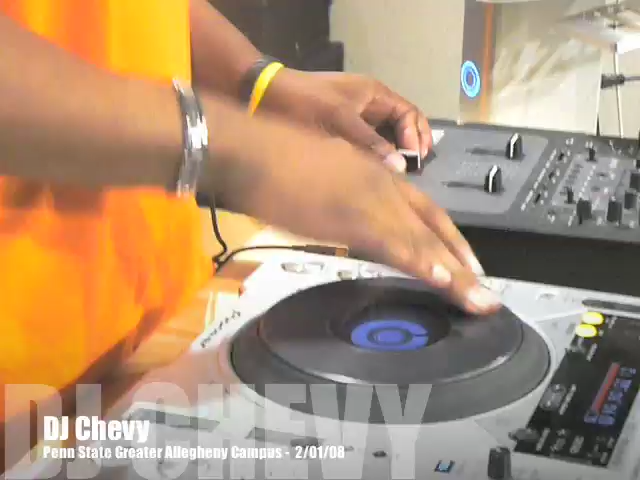 DJ CHEVY
DJ Chevy
Penn State Greater Allegheny Campus - 2/01/08